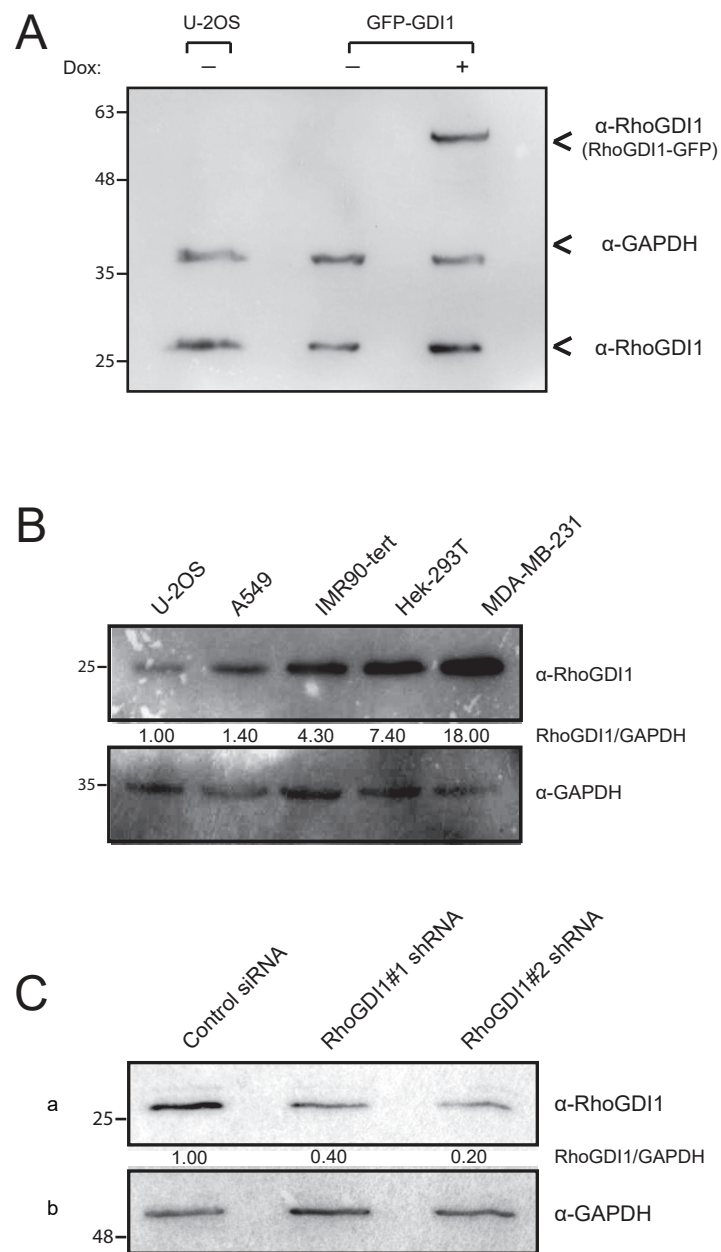 A
U-2OS GFP-GDI1
Dox: – – +
63
α-RhoGDI1
(RhoGDI1-GFP)
48
α-GAPDH
35
α-RhoGDI1
25
B
U-2OS A549 IMR90-tert Hek-293T MDA-MB-231
25
α-RhoGDI1
1.00 1.40 4.30 7.40 18.00 RhoGDI1/GAPDH
35
α-GAPDH
C
Control siRNA RhoGDI1#1 shRNA RhoGDI1#2 shRNA
a
α-RhoGDI1
25
1.00 0.40 0.20 RhoGDI1/GAPDH
b
α-GAPDH
48